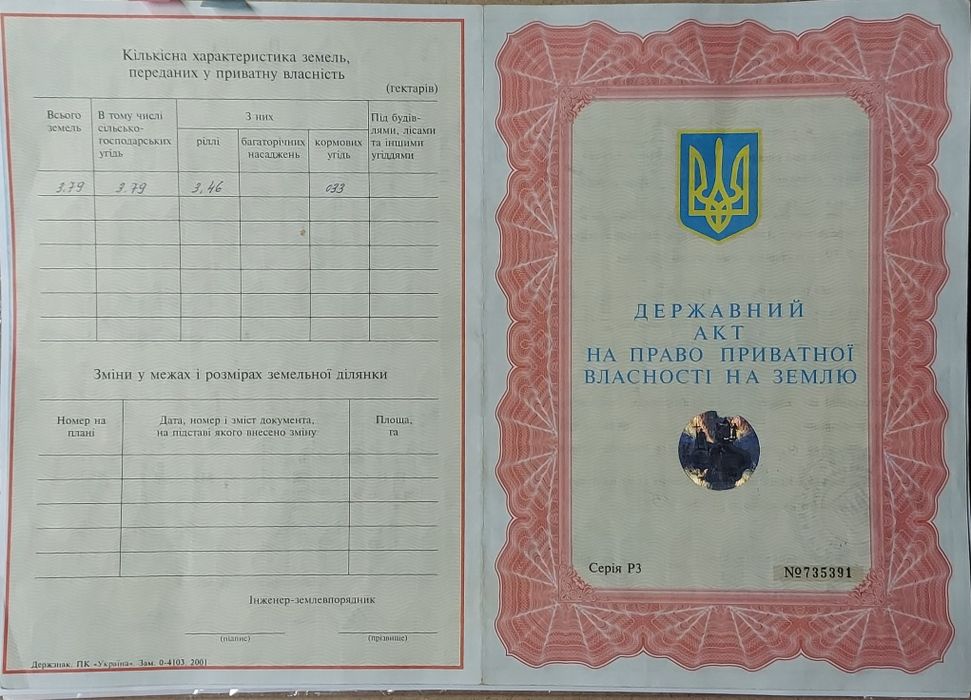 Кількісна характеристика земель,
переданих у приватну власність
(гектарів)
Всього
земель
В тому числі
сільсько-
господарських
угідь
З них
ріллі
багаторічних
насаджень
кормових
угідь
Під будів-
лями, лісами
та іншими
угіддями
3.79 3.79 3,46 033
Зміни у межах і розмірах земельної ділянки
Номер на
плані
Дата, номер і зміст документа,
на підставі якого внесено зміну
Площа,
га
Інженер-землевпорядник
(підпис) (прізвище)
Держзнак. ПК «Україна». Зам. 0-4103. 2001
ДЕРЖАВНИЙ
АКТ
НА ПРАВО ПРИВАТНОЇ
ВЛАСНОСТІ НА ЗЕМЛЮ
Серія РЗ
№735391